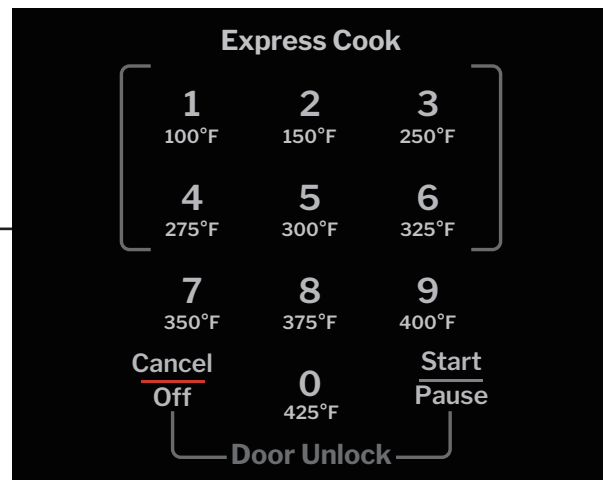 Express Cook
1 2 3
100°F 150°F 250°F
4 5 6
275°F 300°F 325°F
7 8 9
350°F 375°F 400°F
Cancel Start
Off 0 Pause
425°F
Door Unlock